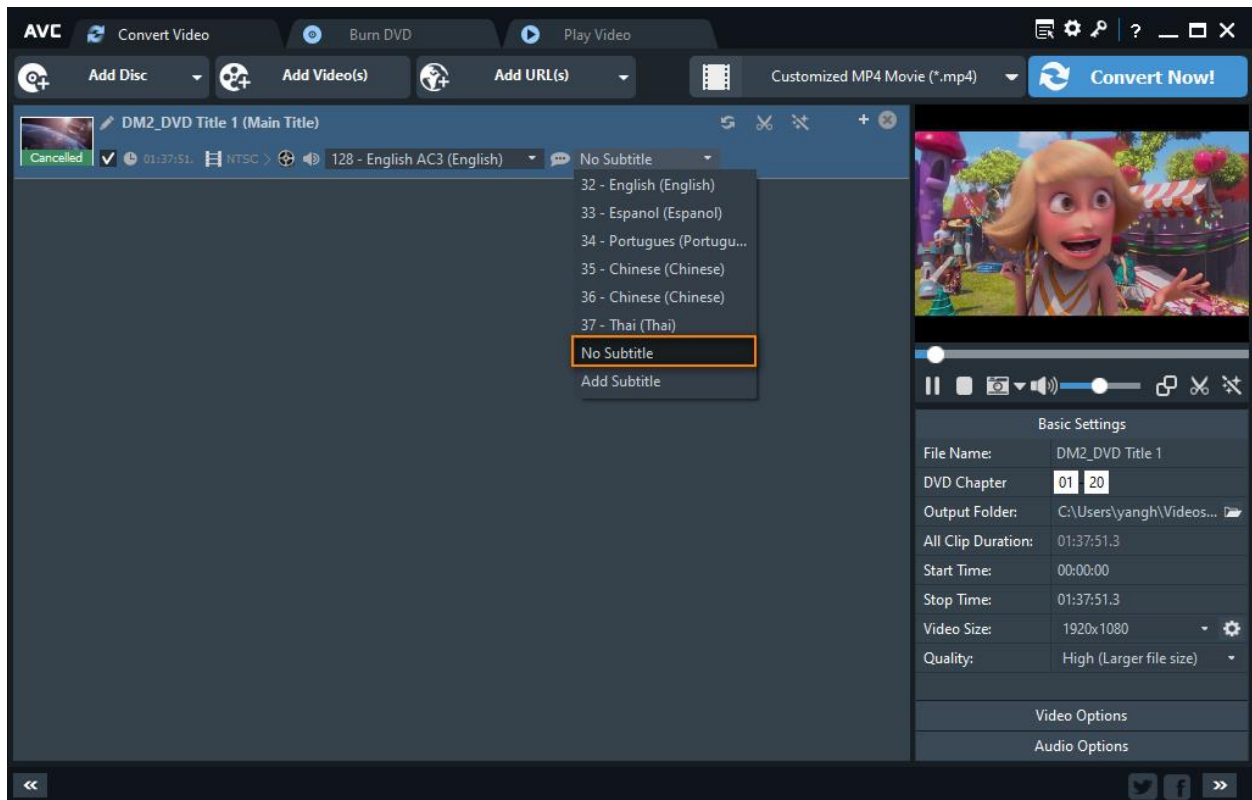 AVC Convert Video Burn DVD Play Video ?
Add Disc Add Video(s) Add URL(s) Customized MP4 Movie (*.mp4) Convert Now!
DM2_DVD Title 1 (Main Title)
Cancelled 01:37:51. NTSC 128 - English AC3 (English) No Subtitle
32 - English (English)
33 - Espanol (Espanol)
34 - Portugues (Portugu...
35 - Chinese (Chinese)
36 - Chinese (Chinese)
37 - Thai (Thai)
No Subtitle
Add Subtitle
Basic Settings
File Name: DM2_DVD Title 1
DVD Chapter 01 - 20
Output Folder: C:\Users\yangh\Videos...
All Clip Duration: 01:37:51.3
Start Time: 00:00:00
Stop Time: 01:37:51.3
Video Size: 1920x1080
Quality: High (Larger file size)
Video Options
Audio Options